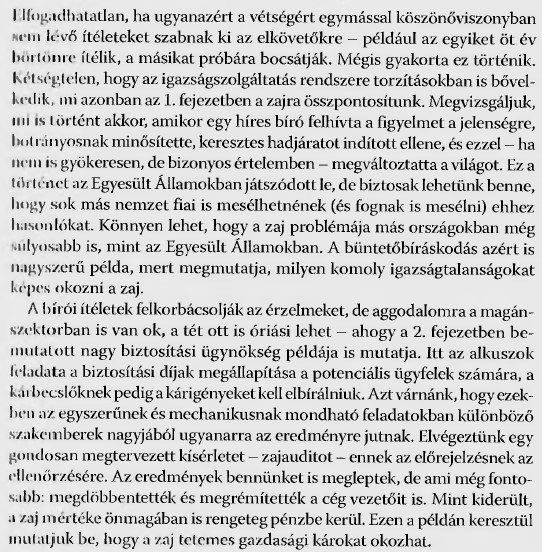 Elfogadhatatlan, ha ugyanazért a vétségért egymással köszönőviszonyban
sem lévő ítéleteket szabnak ki az elkövetőkre – például az egyiket öt év
börtönre ítélik, a másikat próbára bocsátják. Mégis gyakorta ez történik.
Kétségtelen, hogy az igazságszolgáltatás rendszere torzításokban is bővel-
kedik, mi azonban az 1. fejezetben a zajra összpontosítunk. Megvizsgáljuk,
mi is történt akkor, amikor egy híres bíró felhívta a figyelmet a jelenségre,
botrányosnak minősítette, keresztes hadjáratot indított ellene, és ezzel – ha
nem is gyökeresen, de bizonyos értelemben – megváltoztatta a világot. Ez a
történet az Egyesült Államokban játszódott le, de biztosak lehetünk benne,
hogy sok más nemzet fiai is mesélhetnének (és fognak is mesélni) ehhez
hasonlókat. Könnyen lehet, hogy a zaj problémája más országokban még
súlyosabb is, mint az Egyesült Államokban. A büntetőbíráskodás azért is
nagyszerű példa, mert megmutatja, milyen komoly igazságtalanságokat
képes okozni a zaj.
A bírói ítéletek felkorbácsolják az érzelmeket, de aggodalomra a magán-
szektorban is van ok, a tét ott is óriási lehet – ahogy a 2. fejezetben be-
mutatott nagy biztosítási ügynökség példája is mutatja. Itt az alkuszok
feladata a biztosítási díjak megállapítása a potenciális ügyfelek számára, a
kárbecslőknek pedig a kárigényeket kell elbírálniuk. Azt várnánk, hogy ezek-
ben az egyszerűnek és mechanikusnak mondható feladatokban különböző
szakemberek nagyjából ugyanarra az eredményre jutnak. Elvégeztünk egy
gondosan megtervezett kísérletet – zajauditot – ennek az előrejelzésnek az
ellenőrzésére. Az eredmények bennünket is megleptek, de ami még fonto-
sabb: megdöbbentették és megrémítették a cég vezetőit is. Mint kiderült,
a zaj mértéke önmagában is rengeteg pénzbe kerül. Ezen a példán keresztül
mutatjuk be, hogy a zaj tetemes gazdasági károkat okozhat.